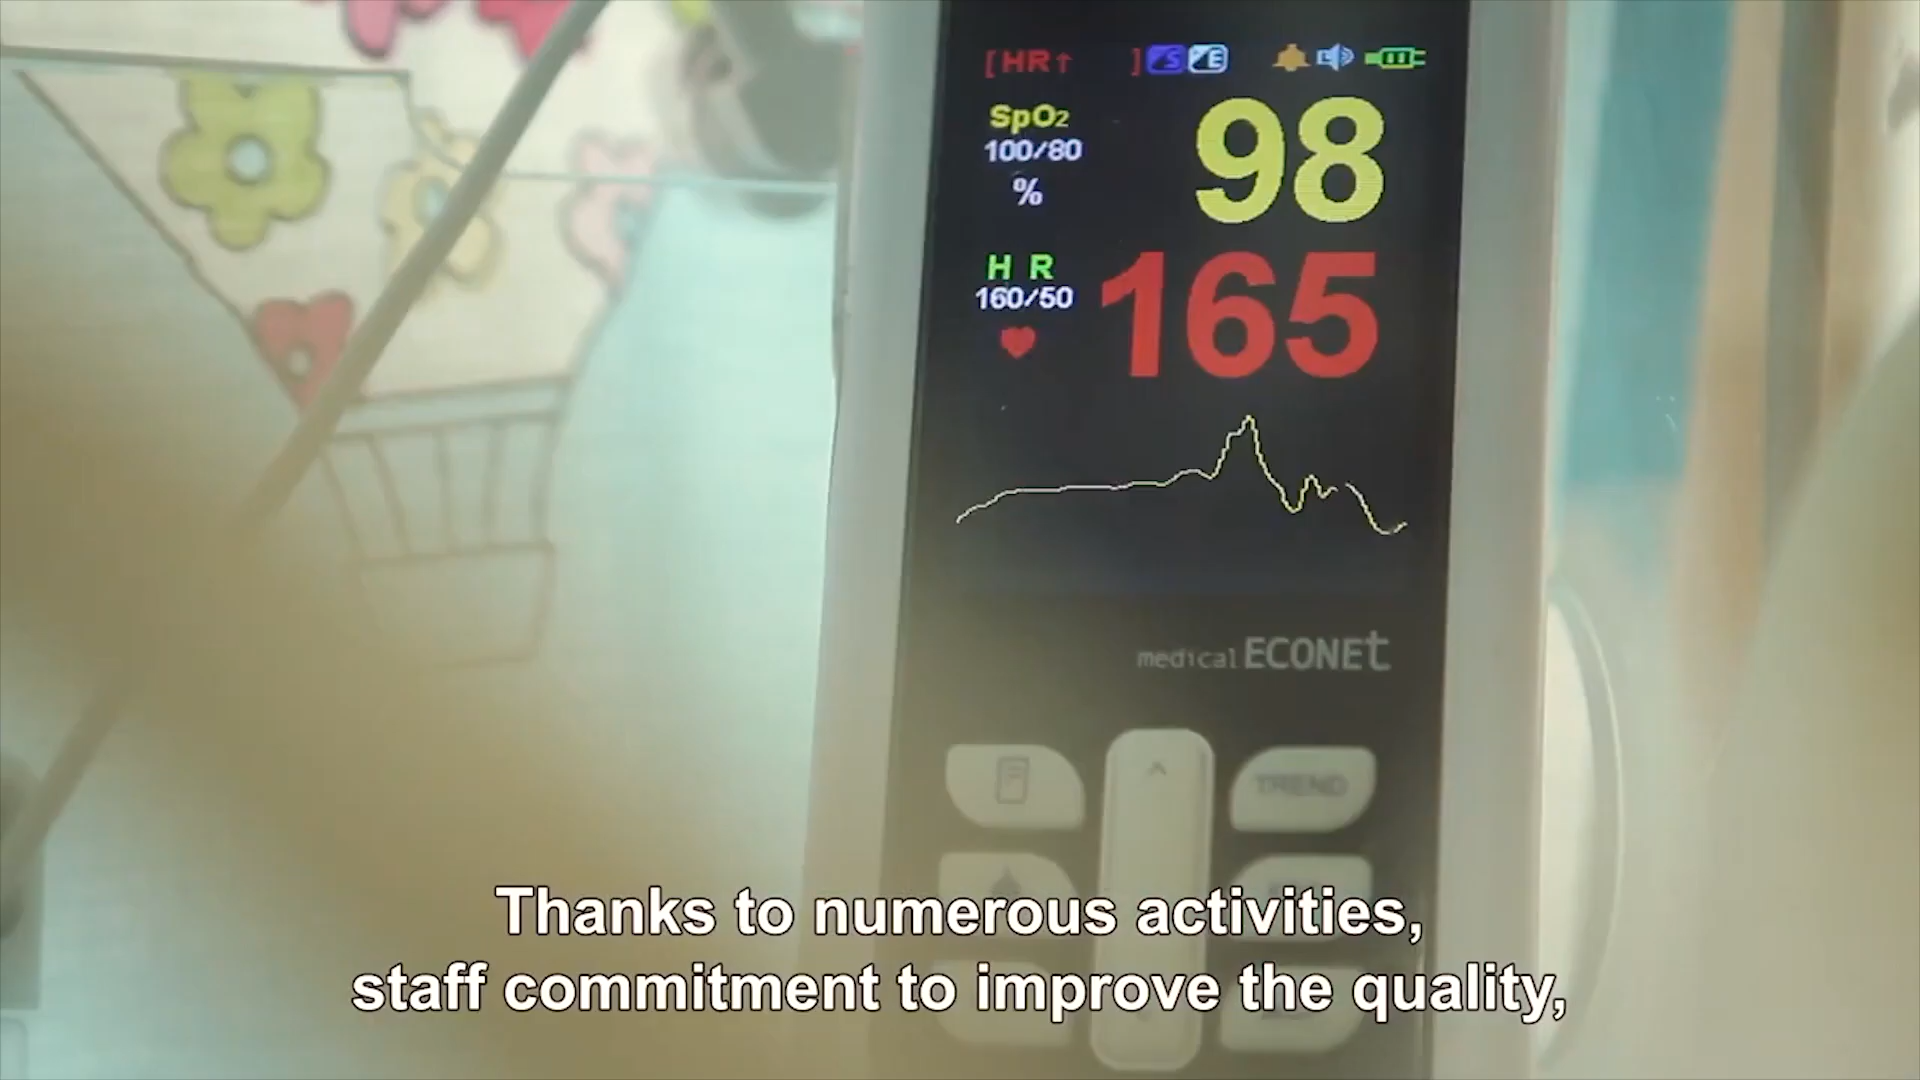 [HR↑ ] S E
SpO2
100/80
%
98
H R
160/50
165
medical ECONEt
TREND
Thanks to numerous activities,
staff commitment to improve the quality,